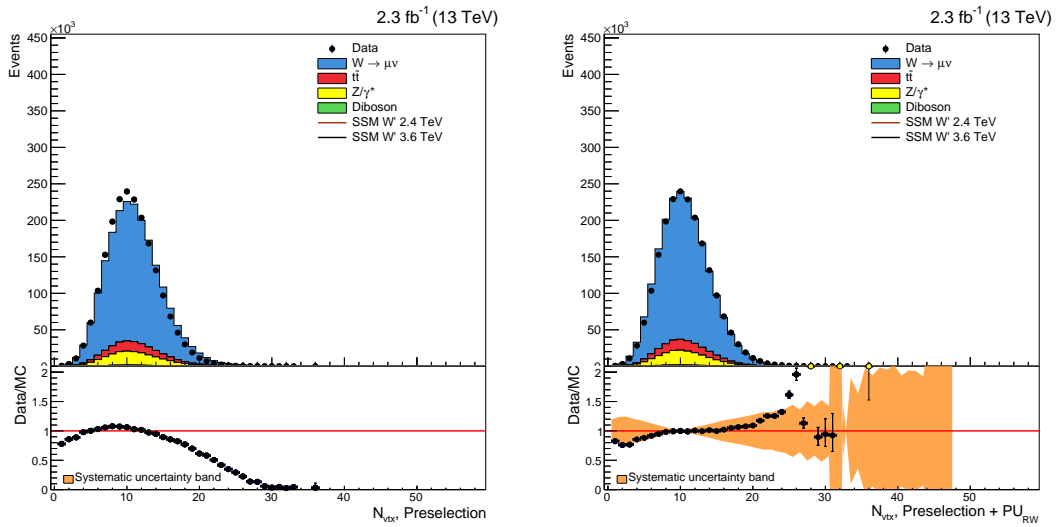 2.3 fb⁻¹ (13 TeV)
×10³
Events
450
400
350
300
250
200
150
100
50
0
Data
W → μν
tt̄
Z/γ*
Diboson
SSM W' 2.4 TeV
SSM W' 3.6 TeV
Data/MC
2
1.5
1
0.5
0
Systematic uncertainty band
0 10 20 30 40 50
N_vtx, Preselection
2.3 fb⁻¹ (13 TeV)
×10³
Events
450
400
350
300
250
200
150
100
50
0
Data
W → μν
tt̄
Z/γ*
Diboson
SSM W' 2.4 TeV
SSM W' 3.6 TeV
Data/MC
2
1.5
1
0.5
0
Systematic uncertainty band
0 10 20 30 40 50
N_vtx, Preselection + PU_RW